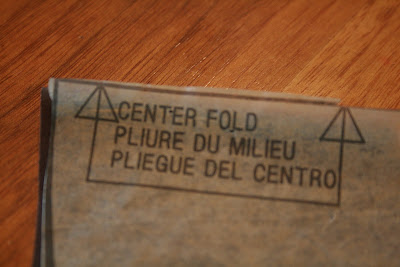 CENTER FOLD
PLIURE DU MILIEU
PLIEGUE DEL CENTRO